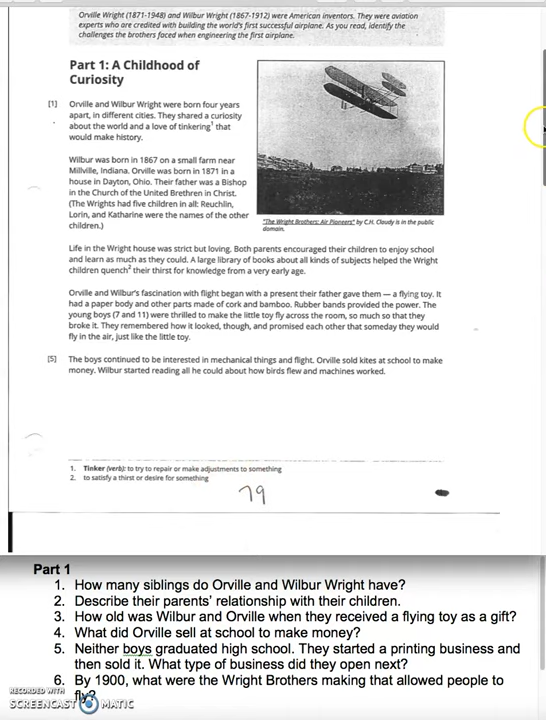 Orville Wright (1871-1948) and Wilbur Wright (1867-1912) were American inventors. They were aviation
experts who are credited with building the world's first successful airplane. As you read, identify the
challenges the brothers faced when engineering the first airplane.
Part 1: A Childhood of
Curiosity
[1] Orville and Wilbur Wright were born four years
apart, in different cities. They shared a curiosity
about the world and a love of tinkering1 that
would make history.
Wilbur was born in 1867 on a small farm near
Millville, Indiana. Orville was born in 1871 in a
house in Dayton, Ohio. Their father was a Bishop
in the Church of the United Brethren in Christ.
(The Wrights had five children in all: Reuchlin,
Lorin, and Katharine were the names of the other
children.)
"The Wright Brothers: Air Pioneers" by C.H. Claudy is in the public
domain.
Life in the Wright house was strict but loving. Both parents encouraged their children to enjoy school
and learn as much as they could. A large library of books about all kinds of subjects helped the Wright
children quench2 their thirst for knowledge from a very early age.
Orville and Wilbur's fascination with flight began with a present their father gave them — a flying toy. It
had a paper body and other parts made of cork and bamboo. Rubber bands provided the power. The
young boys (7 and 11) were thrilled to make the little toy fly across the room, so much so that they
broke it. They remembered how it looked, though, and promised each other that someday they would
fly in the air, just like the little toy.
[5] The boys continued to be interested in mechanical things and flight. Orville sold kites at school to make
money. Wilbur started reading all he could about how birds flew and machines worked.
1. Tinker (verb): to try to repair or make adjustments to something
2. to satisfy a thirst or desire for something
79
Part 1
1. How many siblings do Orville and Wilbur Wright have?
2. Describe their parents' relationship with their children.
3. How old was Wilbur and Orville when they received a flying toy as a gift?
4. What did Orville sell at school to make money?
5. Neither boys graduated high school. They started a printing business and
then sold it. What type of business did they open next?
6. By 1900, what were the Wright Brothers making that allowed people to
fly?
RECORDED WITH
SCREENCAST MATIC